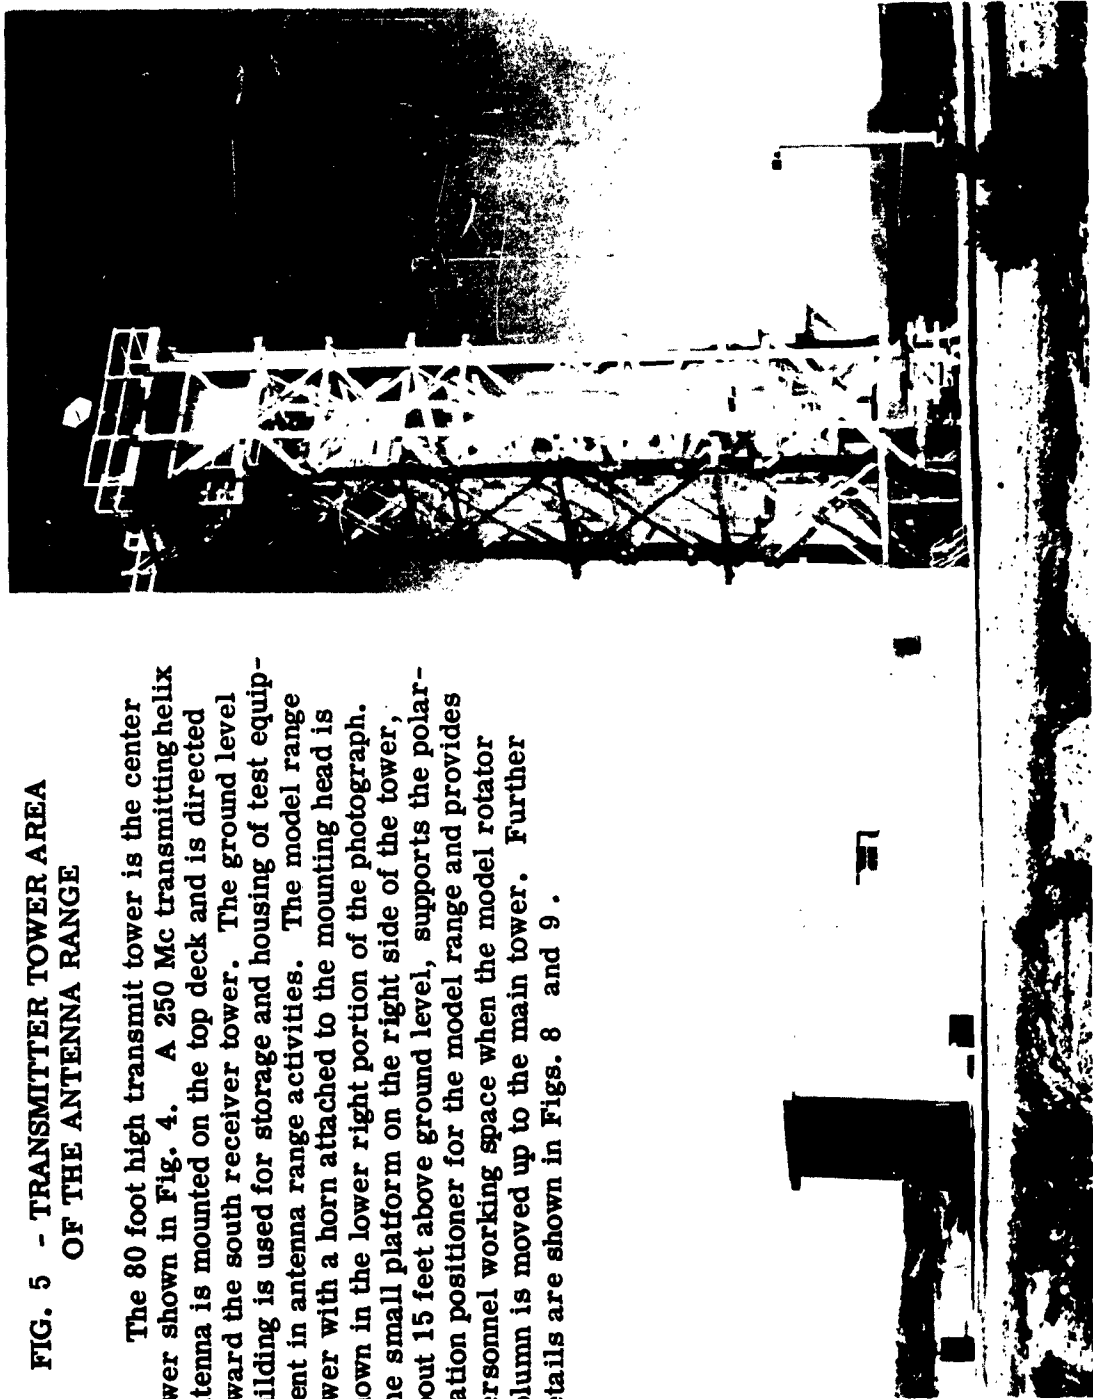 FIG. 5 - TRANSMITTER TOWER AREA
OF THE ANTENNA RANGE
The 80 foot high transmit tower is the center
wer shown in Fig. 4. A 250 Mc transmitting helix
tenna is mounted on the top deck and is directed
ward the south receiver tower. The ground level
ilding is used for storage and housing of test equip-
ent in antenna range activities. The model range
wer with a horn attached to the mounting head is
own in the lower right portion of the photograph.
he small platform on the right side of the tower,
out 15 feet above ground level, supports the polar-
ation positioner for the model range and provides
ersonnel working space when the model rotator
lumn is moved up to the main tower. Further
tails are shown in Figs. 8 and 9.